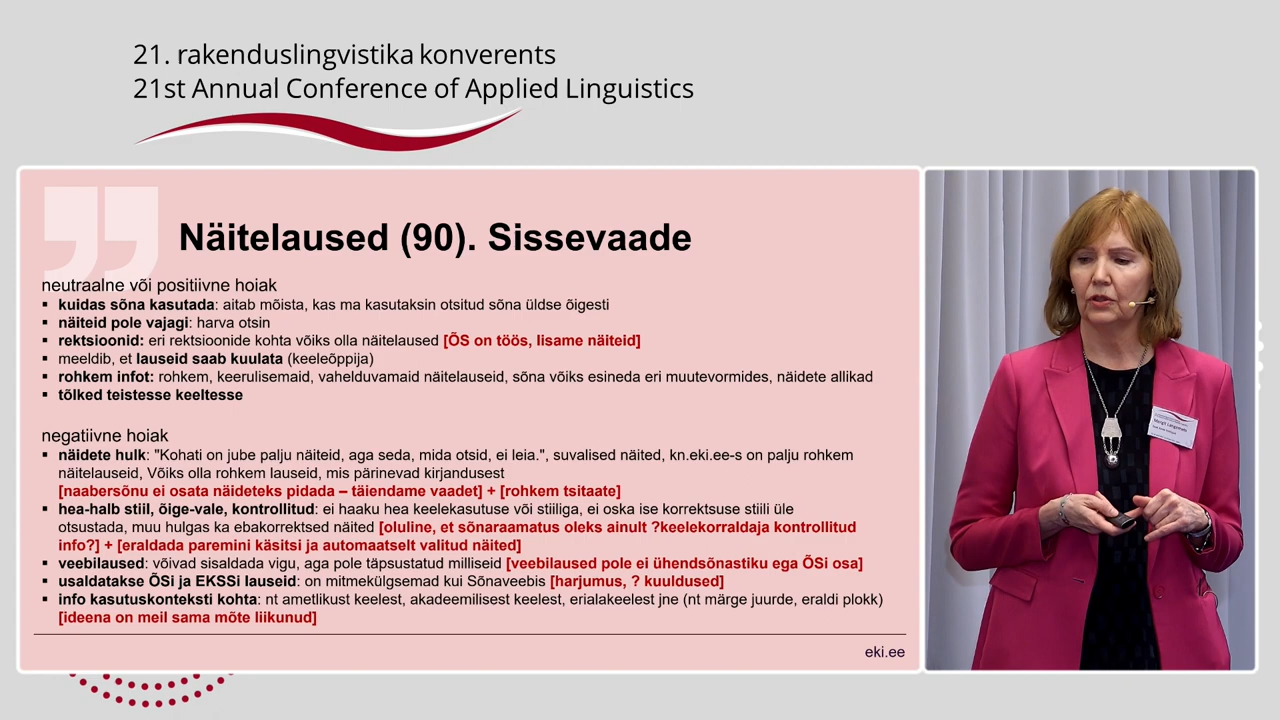 21. rakenduslingvistika konverents
21st Annual Conference of Applied Linguistics
Näitelaused (90). Sissevaade
neutraalne või positiivne hoiak
▪ kuidas sõna kasutada: aitab mõista, kas ma kasutaksin otsitud sõna üldse õigesti
▪ näiteid pole vajagi: harva otsin
▪ rektsioonid: eri rektsioonide kohta võiks olla näitelaused [ÕS on töös, lisame näiteid]
▪ meeldib, et lauseid saab kuulata (keeleõppija)
▪ rohkem infot: rohkem, keerulisemaid, vahelduvamaid näitelauseid, sõna võiks esineda eri muutevormides, näidete allikad
▪ tõlked teistesse keeltesse
negatiivne hoiak
▪ näidete hulk: "Kohati on jube palju näiteid, aga seda, mida otsid, ei leia.", suvalised näited, kn.eki.ee-s on palju rohkem
näitelauseid, Võiks olla rohkem lauseid, mis pärinevad kirjandusest
[naabersõnu ei osata näideteks pidada – täiendame vaadet] + [rohkem tsitaate]
▪ hea-halb stiil, õige-vale, kontrollitud: ei haaku hea keelekasutuse või stiiliga, ei oska ise korrektsuse stiili üle
otsustada, muu hulgas ka ebakorrektsed näited [oluline, et sõnaraamatus oleks ainult ?keelekorraldaja kontrollitud
info?] + [eraldada paremini käsitsi ja automaatselt valitud näited]
▪ veebilaused: võivad sisaldada vigu, aga pole täpsustatud milliseid [veebilaused pole ei ühendsõnastiku ega ÕSi osa]
▪ usaldatakse ÕSi ja EKSSi lauseid: on mitmekülgsemad kui Sõnaveebis [harjumus, ? kuuldused]
▪ info kasutuskonteksti kohta: nt ametlikust keelest, akadeemilisest keelest, erialakeelest jne (nt märge juurde, eraldi plokk)
[ideena on meil sama mõte liikunud]
eki.ee
Margit Langemets